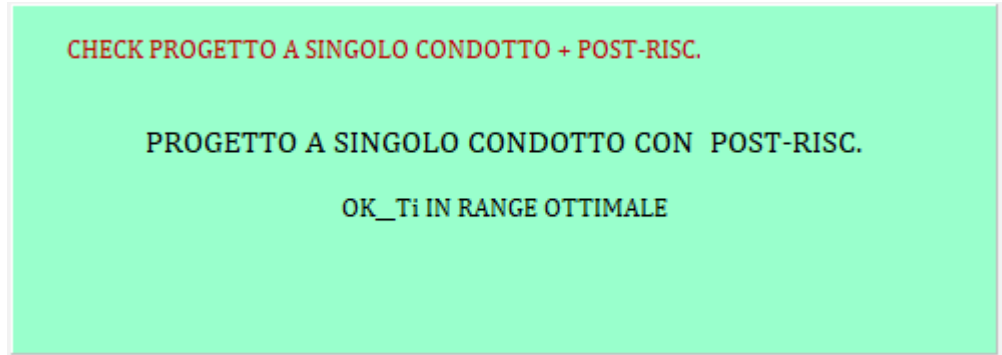 CHECK PROGETTO A SINGOLO CONDOTTO + POST-RISC.
PROGETTO A SINGOLO CONDOTTO CON  POST-RISC.
OK__Ti IN RANGE OTTIMALE